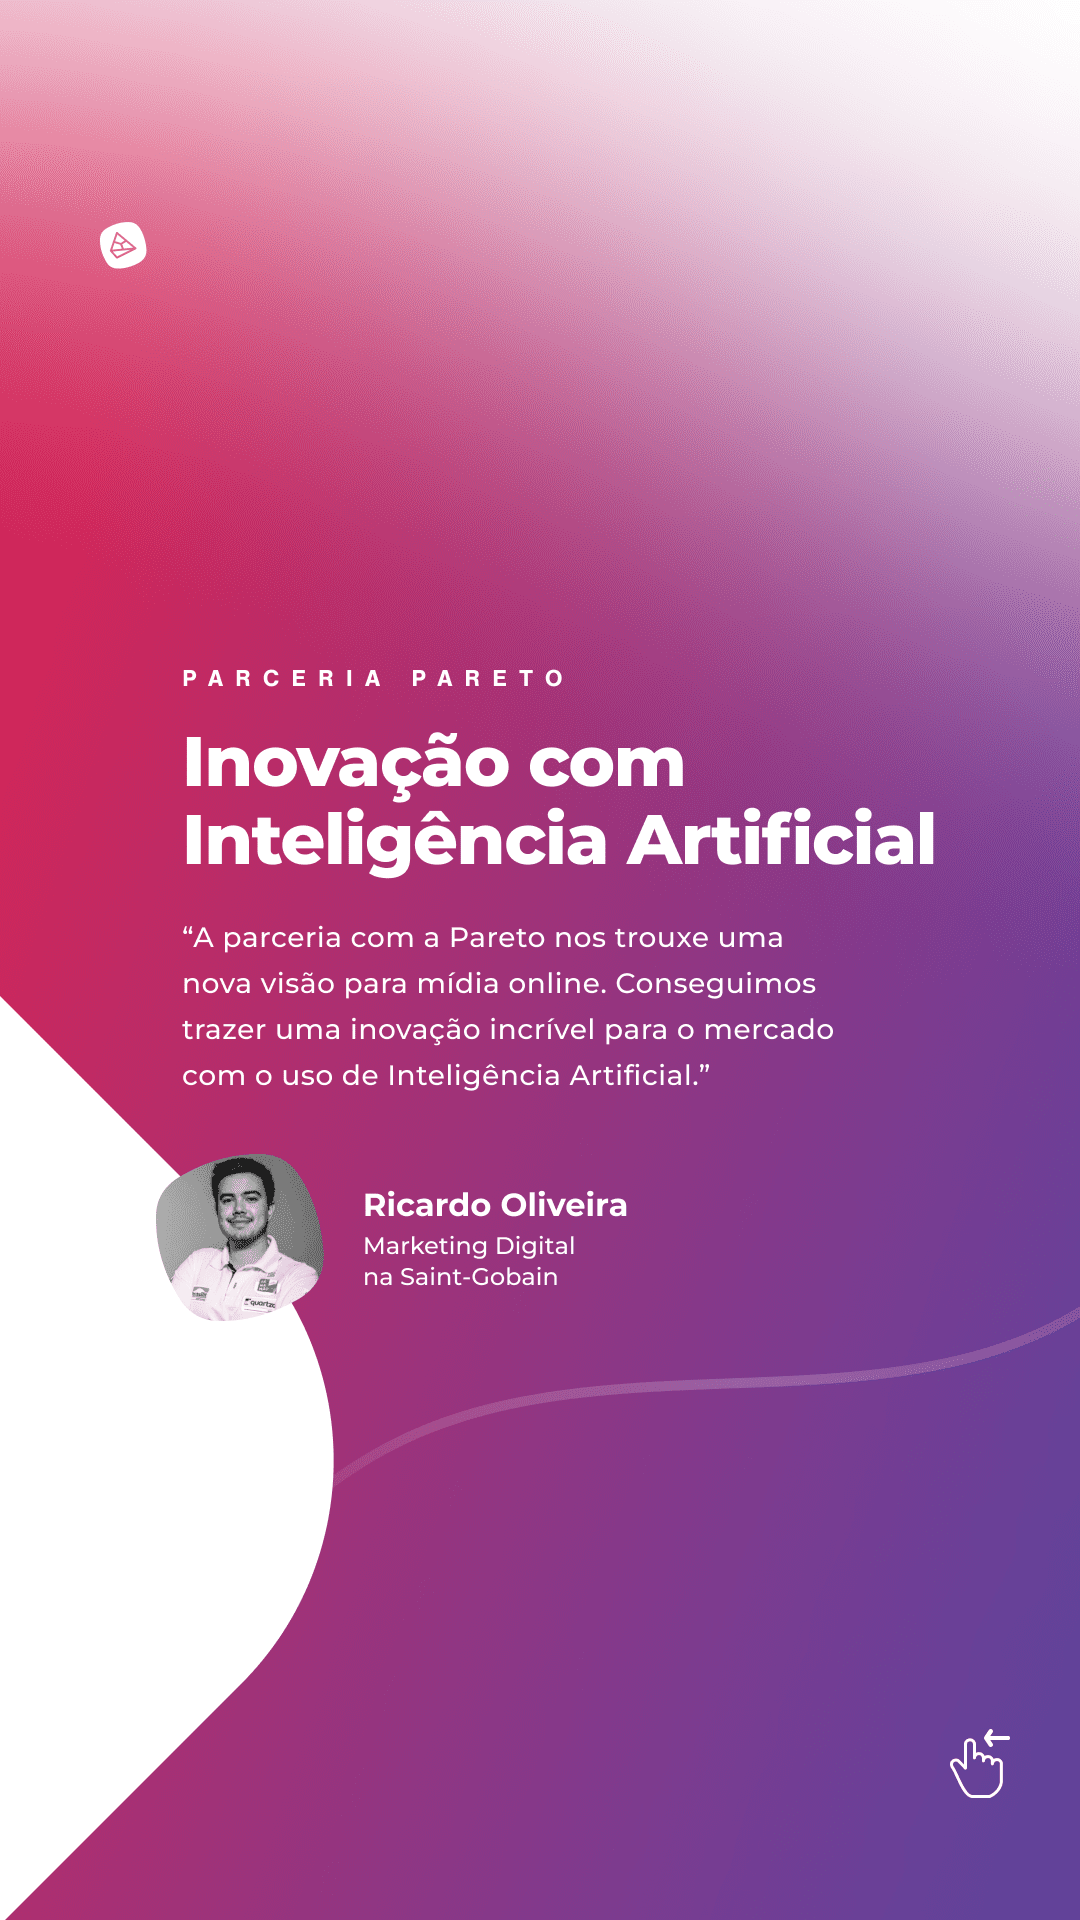 PARCERIA PARETO
Inovação com
Inteligência Artificial
“A parceria com a Pareto nos trouxe uma
nova visão para mídia online. Conseguimos
trazer uma inovação incrível para o mercado
com o uso de Inteligência Artificial.”
Ricardo Oliveira
Marketing Digital
na Saint-Gobain
quartzo